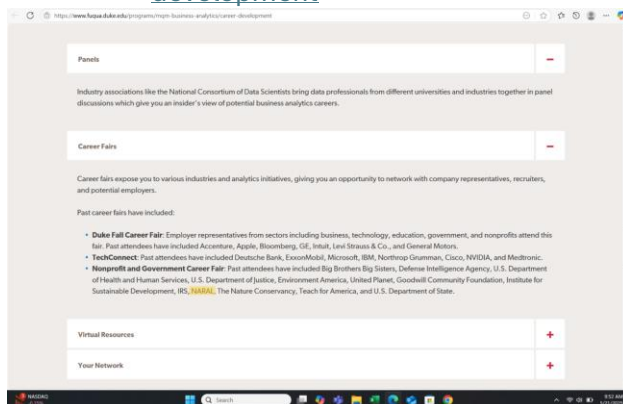 development
https://www.fuqua.duke.edu/programs/mqm-business-analytics/career-development
Panels
Industry associations like the National Consortium of Data Scientists bring data professionals from different universities and industries together in panel
discussions which give you an insider's view of potential business analytics careers.
Career Fairs
Career fairs expose you to various industries and analytics initiatives, giving you an opportunity to network with company representatives, recruiters,
and potential employers.
Past career fairs have included:
• Duke Fall Career Fair: Employer representatives from sectors including business, technology, education, government, and nonprofits attend this
fair. Past attendees have included Accenture, Apple, Bloomberg, GE, Intuit, Levi Strauss & Co., and General Motors.
• TechConnect: Past attendees have included Deutsche Bank, ExxonMobil, Microsoft, IBM, Northrop Grumman, Cisco, NVIDIA, and Medtronic.
• Nonprofit and Government Career Fair: Past attendees have included Big Brothers Big Sisters, Defense Intelligence Agency, U.S. Department
of Health and Human Services, U.S. Department of Justice, Environment America, United Planet, Goodwill Community Foundation, Institute for
Sustainable Development, IRS, NARAL, The Nature Conservancy, Teach for America, and U.S. Department of State.
Virtual Resources
Your Network
NASDAQ
Search
9:52 AM